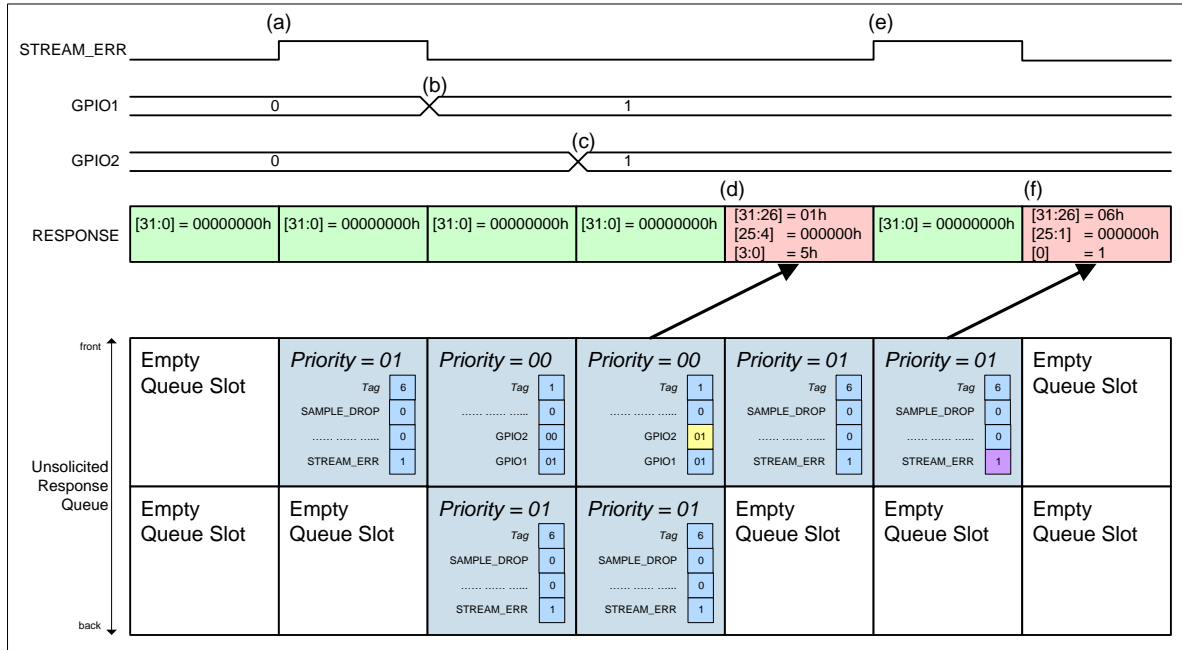 (a)
(e)
STREAM_ERR
(b)
GPIO1
0
1
(c)
GPIO2
0
1
(d)
(f)
RESPONSE
[31:0] = 00000000h
[31:0] = 00000000h
[31:0] = 00000000h
[31:0] = 00000000h
[31:26] = 01h
[25:4] = 000000h
[3:0] = 5h
[31:0] = 00000000h
[31:26] = 06h
[25:1] = 000000h
[0] = 1
front
Unsolicited
Response
Queue
back
Empty
Queue Slot
Priority = 01
Tag 6
SAMPLE_DROP 0
...... ...... ....... 0
STREAM_ERR 1
Priority = 00
Tag 1
...... ...... ....... 0
GPIO2 00
GPIO1 01
Priority = 00
Tag 1
...... ...... ....... 0
GPIO2 01
GPIO1 01
Priority = 01
Tag 6
SAMPLE_DROP 0
...... ...... ....... 0
STREAM_ERR 1
Priority = 01
Tag 6
SAMPLE_DROP 0
...... ...... ....... 0
STREAM_ERR 1
Empty
Queue Slot
Empty
Queue Slot
Empty
Queue Slot
Priority = 01
Tag 6
SAMPLE_DROP 0
...... ...... ....... 0
STREAM_ERR 1
Priority = 01
Tag 6
SAMPLE_DROP 0
...... ...... ....... 0
STREAM_ERR 1
Empty
Queue Slot
Empty
Queue Slot
Empty
Queue Slot